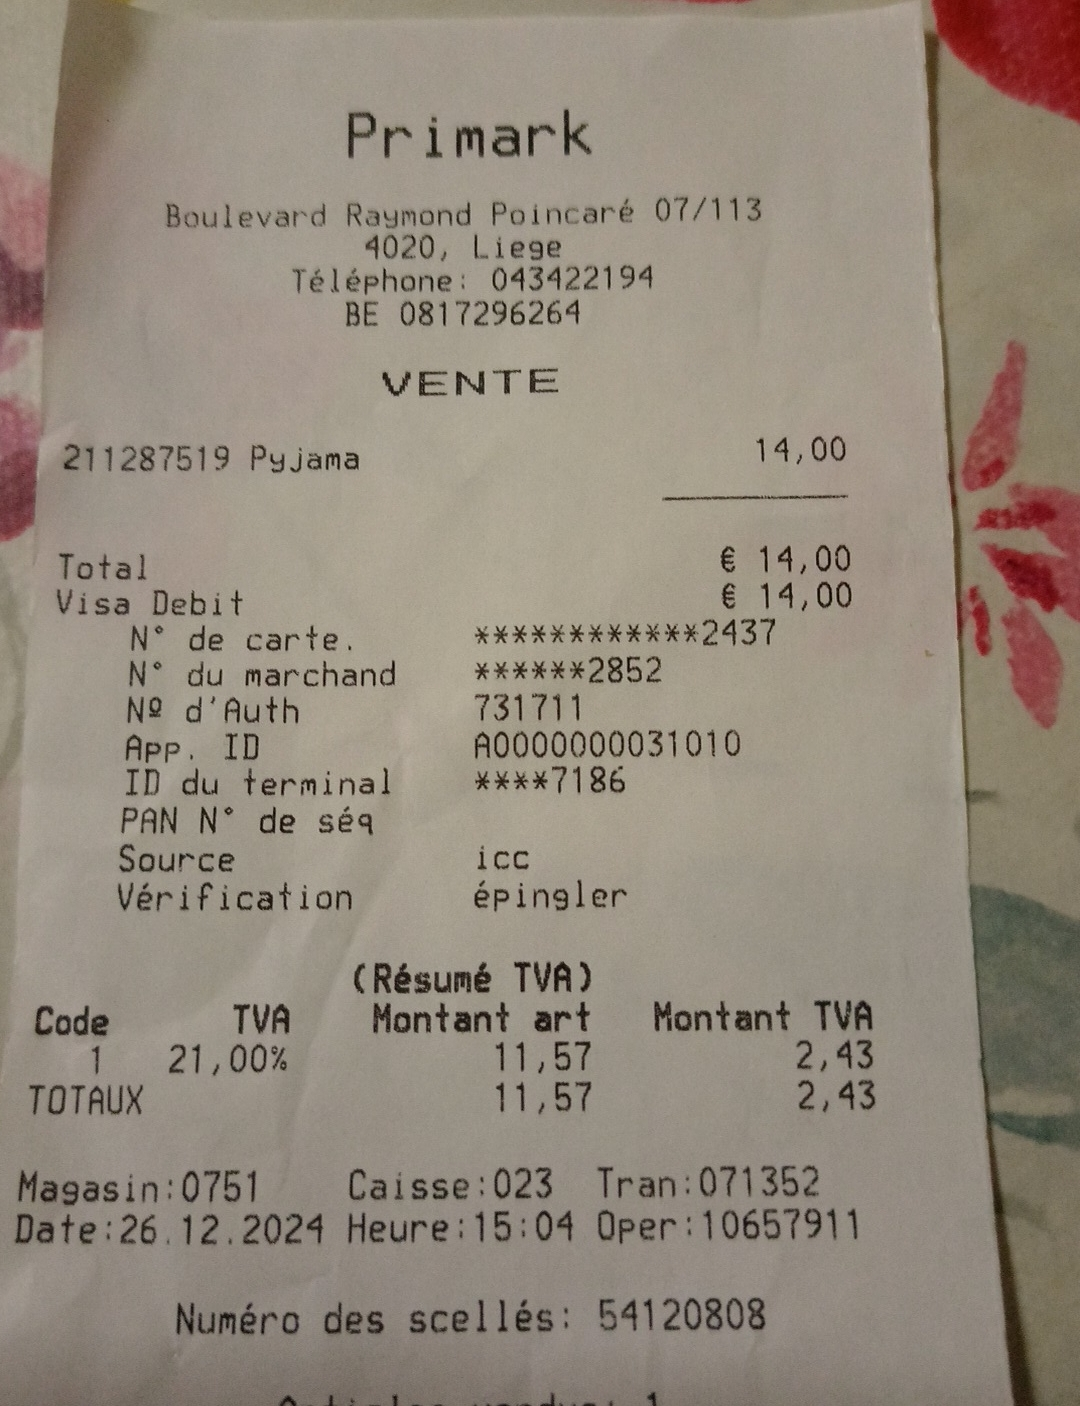 Primark
Boulevard Raymond Poincaré 07/113
4020, Liege
Téléphone: 043422194
BE 0817296264
VENTE
211287519 Pyjama 14,00
Total € 14,00
Visa Debit € 14,00
N° de carte. ************2437
N° du marchand ******2852
Nº d'Auth 731711
App. ID A0000000031010
ID du terminal ****7186
PAN N° de séq
Source icc
Vérification épingler
(Résumé TVA)
Code TVA Montant art Montant TVA
1 21,00% 11,57 2,43
TOTAUX 11,57 2,43
Magasin:0751 Caisse:023 Tran:071352
Date:26.12.2024 Heure:15:04 Oper:10657911
Numéro des scellés: 54120808